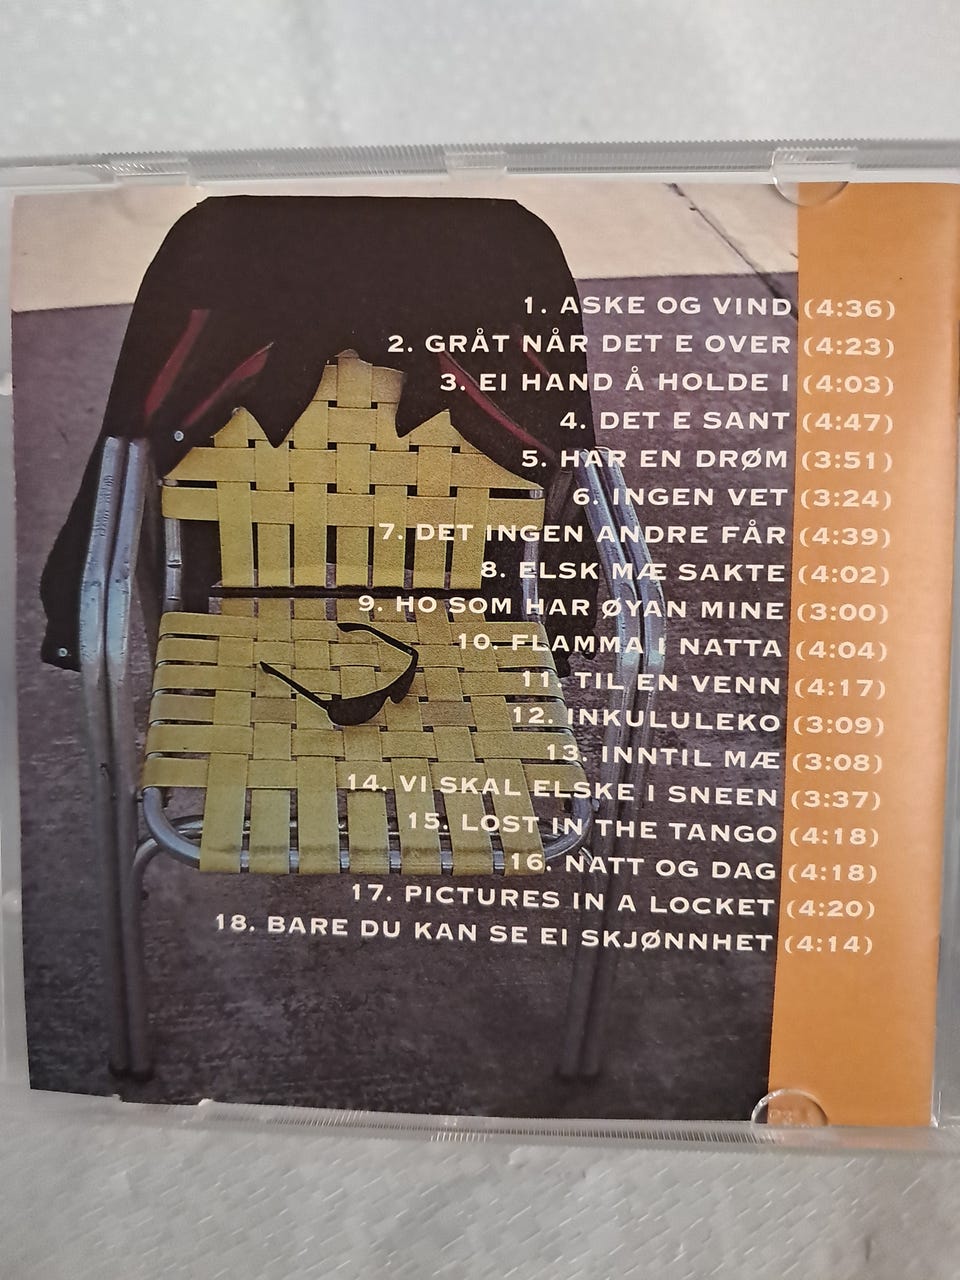 1. ASKE OG VIND (4:36)
2. GRÅT NÅR DET E OVER (4:23)
3. EI HAND Å HOLDE I (4:03)
4. DET E SANT (4:47)
5. HAR EN DRØM (3:51)
6. INGEN VET (3:24)
7. DET INGEN ANDRE FÅR (4:39)
8. ELSK MÆ SAKTE (4:02)
9. HO SOM HAR ØYAN MINE (3:00)
10. FLAMMA I NATTA (4:04)
11. TIL EN VENN (4:17)
12. INKULULEKO (3:09)
13. INNTIL MÆ (3:08)
14. VI SKAL ELSKE I SNEEN (3:37)
15. LOST IN THE TANGO (4:18)
16. NATT OG DAG (4:18)
17. PICTURES IN A LOCKET (4:20)
18. BARE DU KAN SE EI SKJØNNHET (4:14)